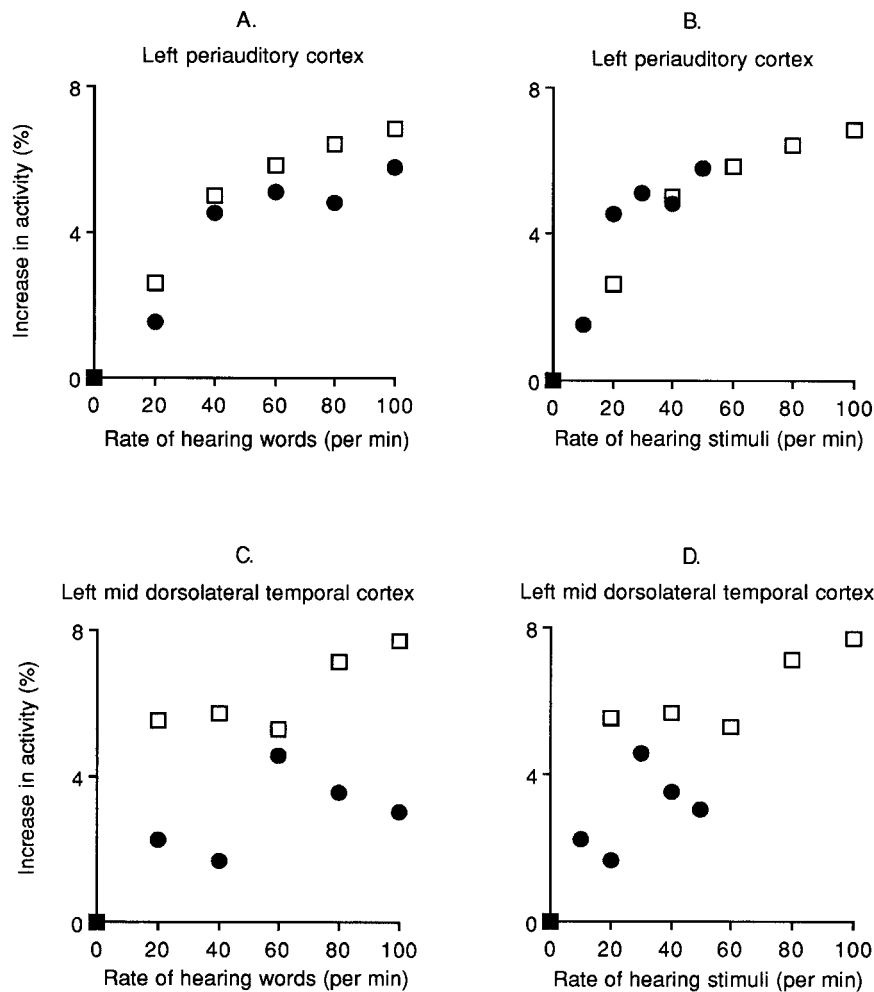 A.
Left periauditory cortex
Increase in activity (%)
8
4
0
0 20 40 60 80 100
Rate of hearing words (per min)
B.
Left periauditory cortex
8
4
0
0 20 40 60 80 100
Rate of hearing stimuli (per min)
C.
Left mid dorsolateral temporal cortex
Increase in activity (%)
8
4
0
0 20 40 60 80 100
Rate of hearing words (per min)
D.
Left mid dorsolateral temporal cortex
8
4
0
0 20 40 60 80 100
Rate of hearing stimuli (per min)